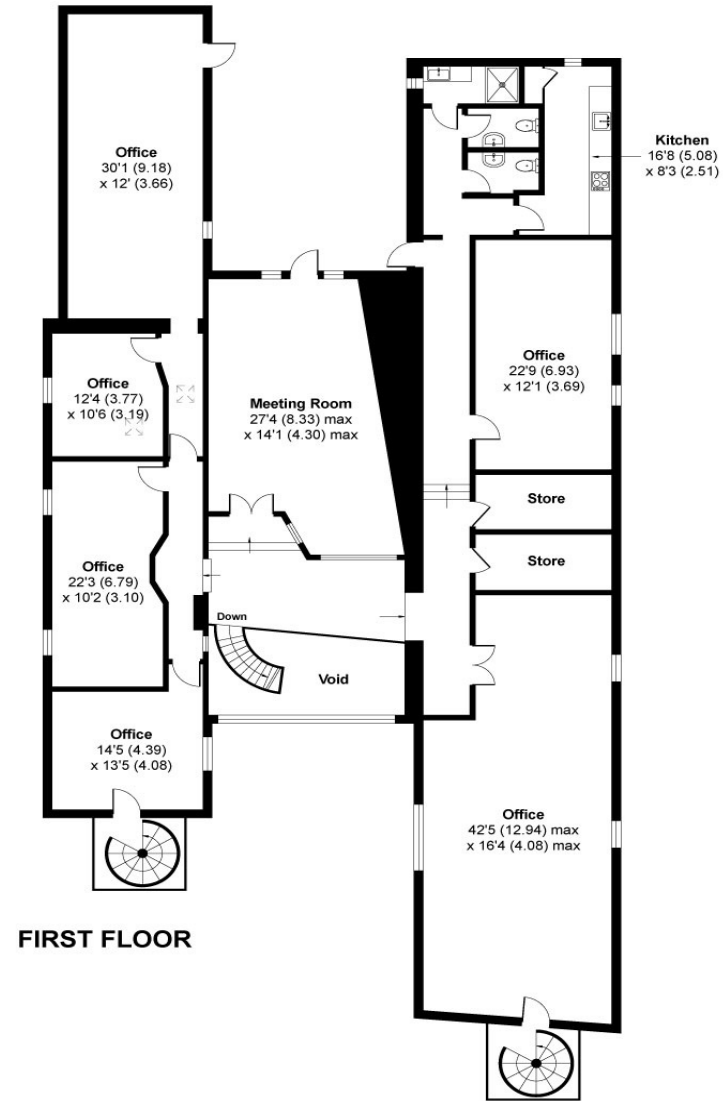 Office
30'1 (9.18)
x 12' (3.66)
Kitchen
16'8 (5.08)
x 8'3 (2.51)
Office
12'4 (3.77)
x 10'6 (3.19)
Meeting Room
27'4 (8.33) max
x 14'1 (4.30) max
Office
22'9 (6.93)
x 12'1 (3.69)
Store
Store
Office
22'3 (6.79)
x 10'2 (3.10)
Down
Void
Office
14'5 (4.39)
x 13'5 (4.08)
Office
42'5 (12.94) max
x 16'4 (4.08) max
FIRST FLOOR